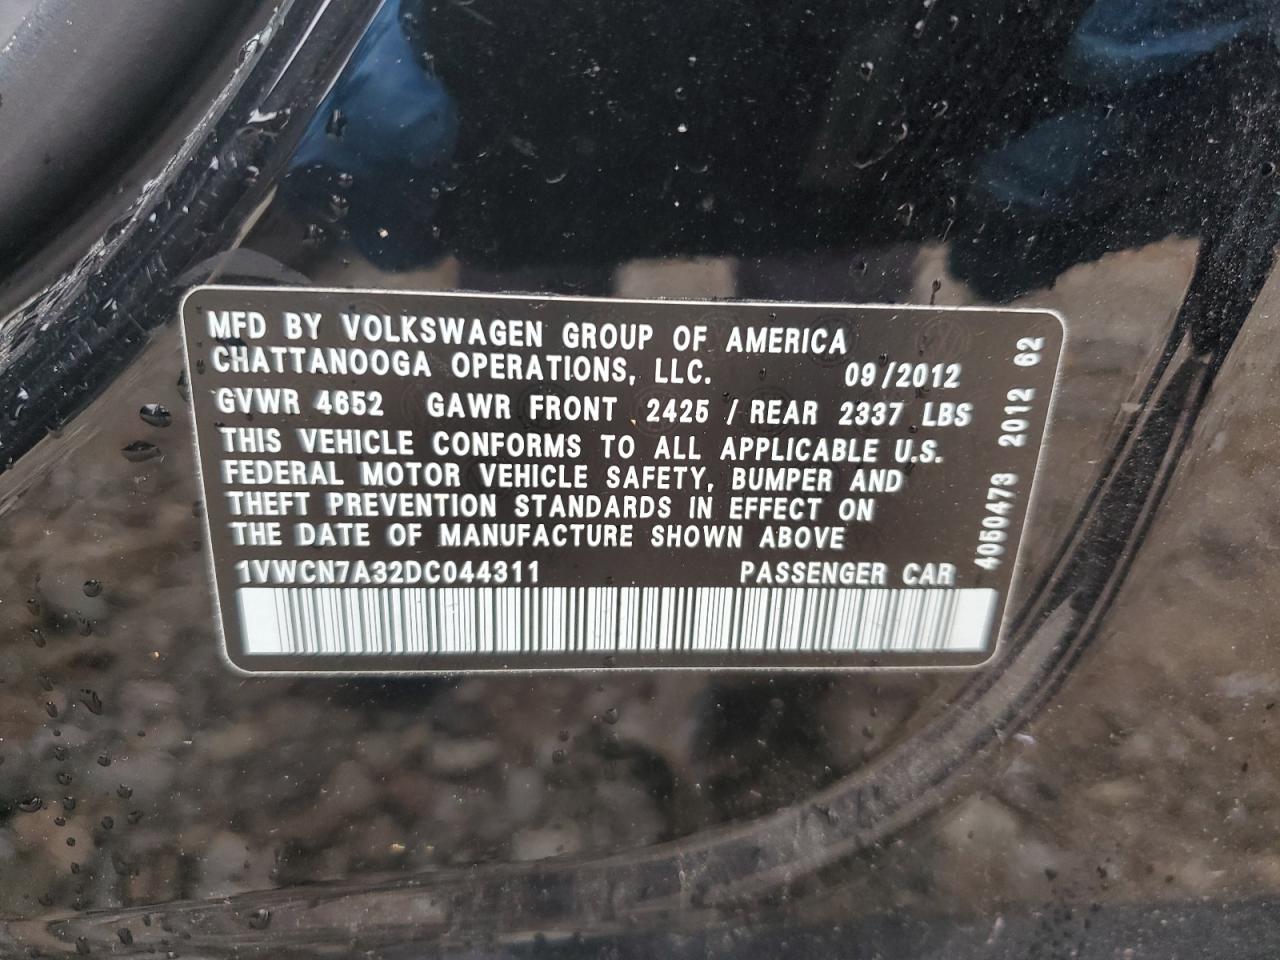 MFD BY VOLKSWAGEN GROUP OF AMERICA
CHATTANOOGA OPERATIONS, LLC. 09/2012
GVWR 4652 GAWR FRONT 2425 / REAR 2337 LBS
THIS VEHICLE CONFORMS TO ALL APPLICABLE U.S.
FEDERAL MOTOR VEHICLE SAFETY, BUMPER AND
THEFT PREVENTION STANDARDS IN EFFECT ON
THE DATE OF MANUFACTURE SHOWN ABOVE
1VWCN7A32DC044311 PASSENGER CAR
4050473 2012 62